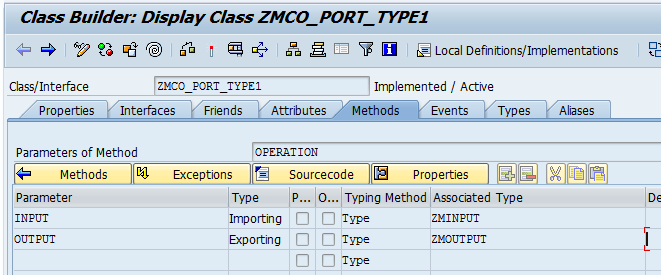 Class Builder: Display Class ZMCO_PORT_TYPE1
Local Definitions/Implementations
Class/Interface ZMCO_PORT_TYPE1 Implemented / Active
Properties Interfaces Friends Attributes Methods Events Types Aliases
Parameters of Method OPERATION
Methods Exceptions Sourcecode Properties
Parameter Type P... O... Typing Method Associated Type De
INPUT Importing Type ZMINPUT
OUTPUT Exporting Type ZMOUTPUT
Type